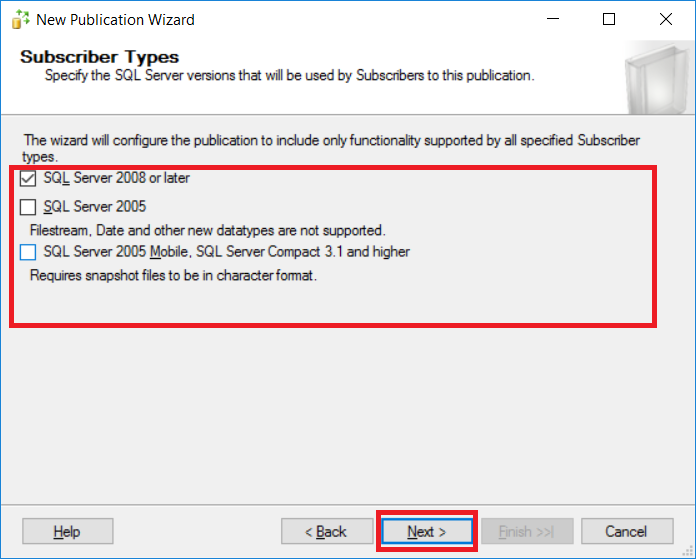 New Publication Wizard
Subscriber Types
Specify the SQL Server versions that will be used by Subscribers to this publication.
The wizard will configure the publication to include only functionality supported by all specified Subscriber
types.
SQL Server 2008 or later
SQL Server 2005
Filestream, Date and other new datatypes are not supported.
SQL Server 2005 Mobile, SQL Server Compact 3.1 and higher
Requires snapshot files to be in character format.
Help
< Back
Next >
Finish >>|
Cancel